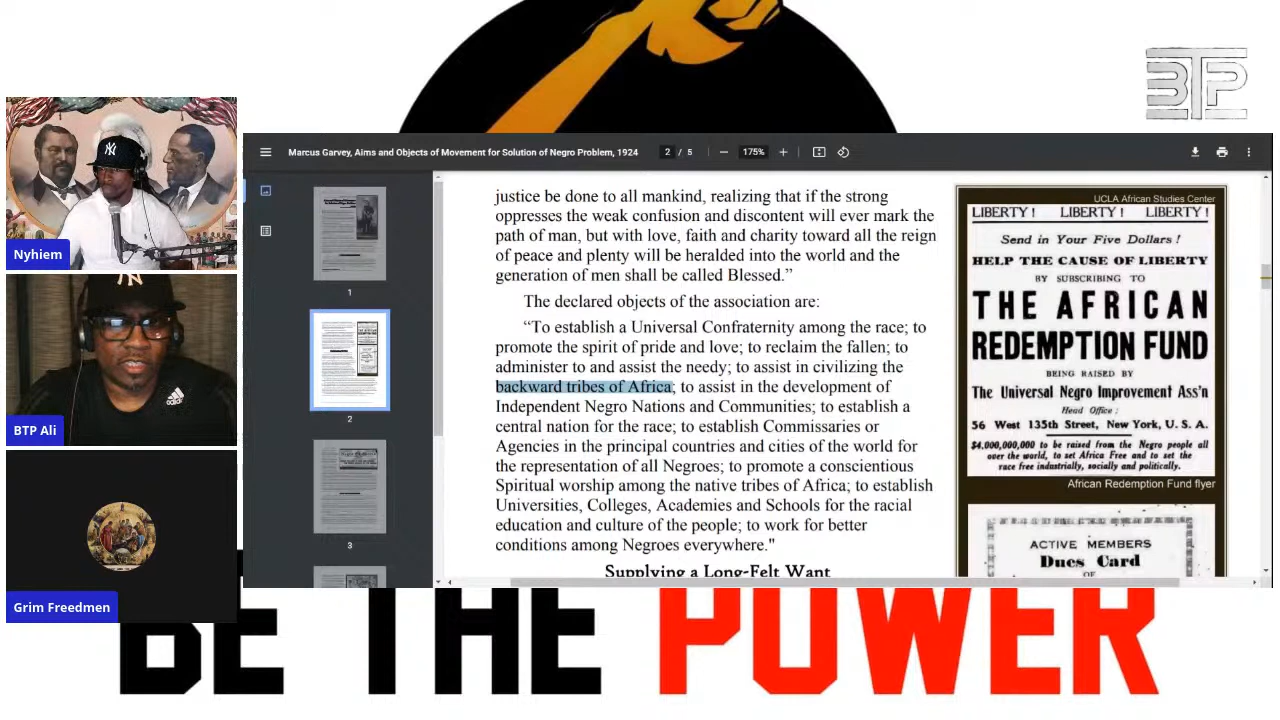 BTP
Nyhiem
BTP Ali
Grim Freedmen
Marcus Garvey, Aims and Objects of Movement for Solution of Negro Problem, 1924
2 / 5
175%
1
2
3
justice be done to all mankind, realizing that if the strong
oppresses the weak confusion and discontent will ever mark the
path of man, but with love, faith and charity toward all the reign
of peace and plenty will be heralded into the world and the
generation of men shall be called Blessed.”
The declared objects of the association are:
“To establish a Universal Confraternity among the race; to
promote the spirit of pride and love; to reclaim the fallen; to
administer to and assist the needy; to assist in civilizing the
backward tribes of Africa; to assist in the development of
Independent Negro Nations and Communities; to establish a
central nation for the race; to establish Commissaries or
Agencies in the principal countries and cities of the world for
the representation of all Negroes; to promote a conscientious
Spiritual worship among the native tribes of Africa; to establish
Universities, Colleges, Academies and Schools for the racial
education and culture of the people; to work for better
conditions among Negroes everywhere."
Supplying a Long-Felt Want
UCLA African Studies Center
LIBERTY! LIBERTY! LIBERTY!
Send in Your Five Dollars!
HELP THE CAUSE OF LIBERTY
BY SUBSCRIBING TO
THE AFRICAN
REDEMPTION FUND
BEING RAISED BY
The Universal Negro Improvement Ass'n
Head Office:
56 West 135th Street, New York, U. S. A.
$4,000,000,000 to be raised from the Negro people all
over the world, to set Africa Free and to set the
race free industrially, socially and politically.
African Redemption Fund flyer
ACTIVE MEMBERS
Dues Card
OF
BE THE POWER